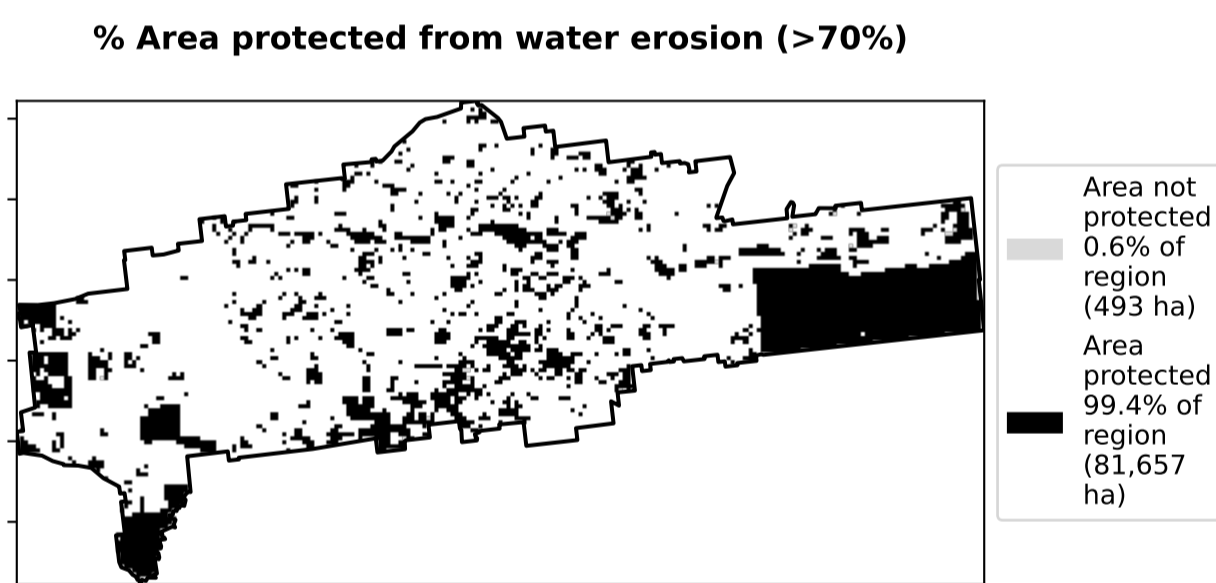 % Area protected from water erosion (>70%)
Area not
protected
0.6% of
region
(493 ha)
Area
protected
99.4% of
region
(81,657
ha)